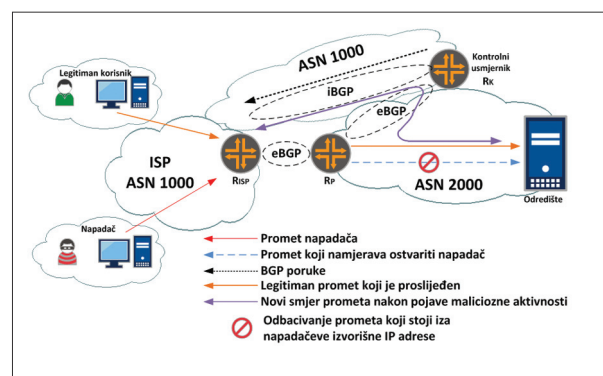 ASN 1000
Kontrolni
usmjernik
RK
Legitiman korisnik
iBGP
eBGP
ISP
ASN 1000
eBGP
RISP
RP
ASN 2000
Odredište
Napadač
Promet napadača
Promet koji namjerava ostvariti napadač
BGP poruke
Legitiman promet koji je proslijeđen
Novi smjer prometa nakon pojave maliciozne aktivnosti
Odbacivanje prometa koji stoji iza
napadačeve izvorišne IP adrese